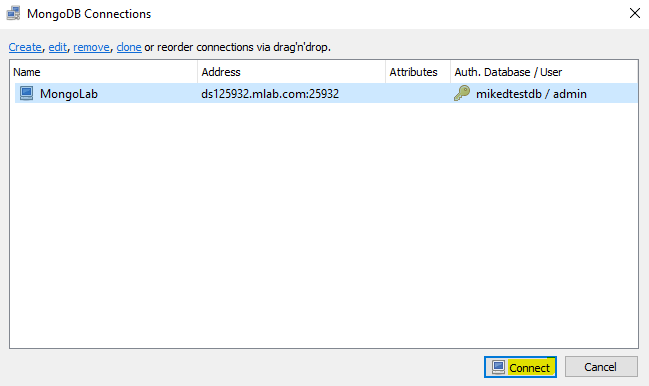 MongoDB Connections
Create, edit, remove, clone or reorder connections via drag'n'drop.
Name Address Attributes Auth. Database / User
MongoLab ds125932.mlab.com:25932 mikedtestdb / admin
Connect Cancel